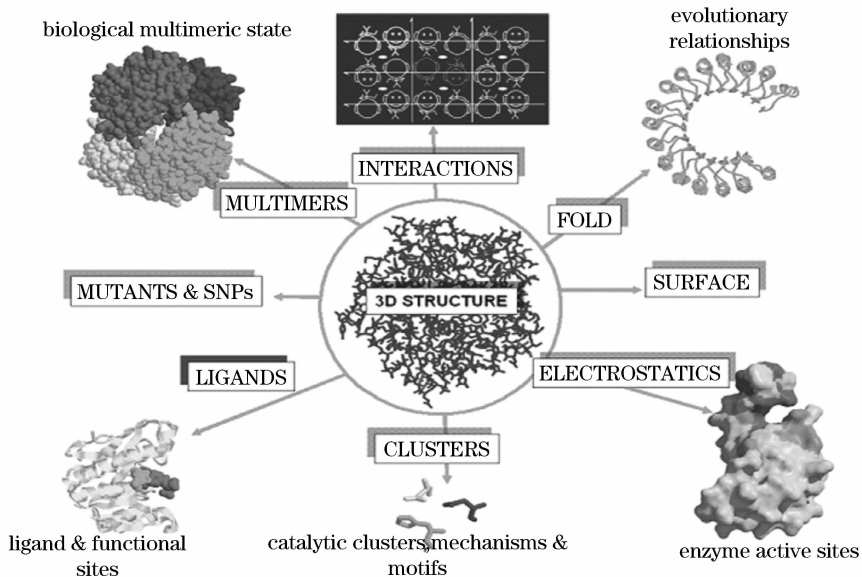 biological multimeric state
evolutionary
relationships
INTERACTIONS
MULTIMERS
FOLD
MUTANTS & SNPs
3D STRUCTURE
SURFACE
LIGANDS
ELECTROSTATICS
CLUSTERS
ligand & functional
sites
catalytic clusters,mechanisms &
motifs
enzyme active sites